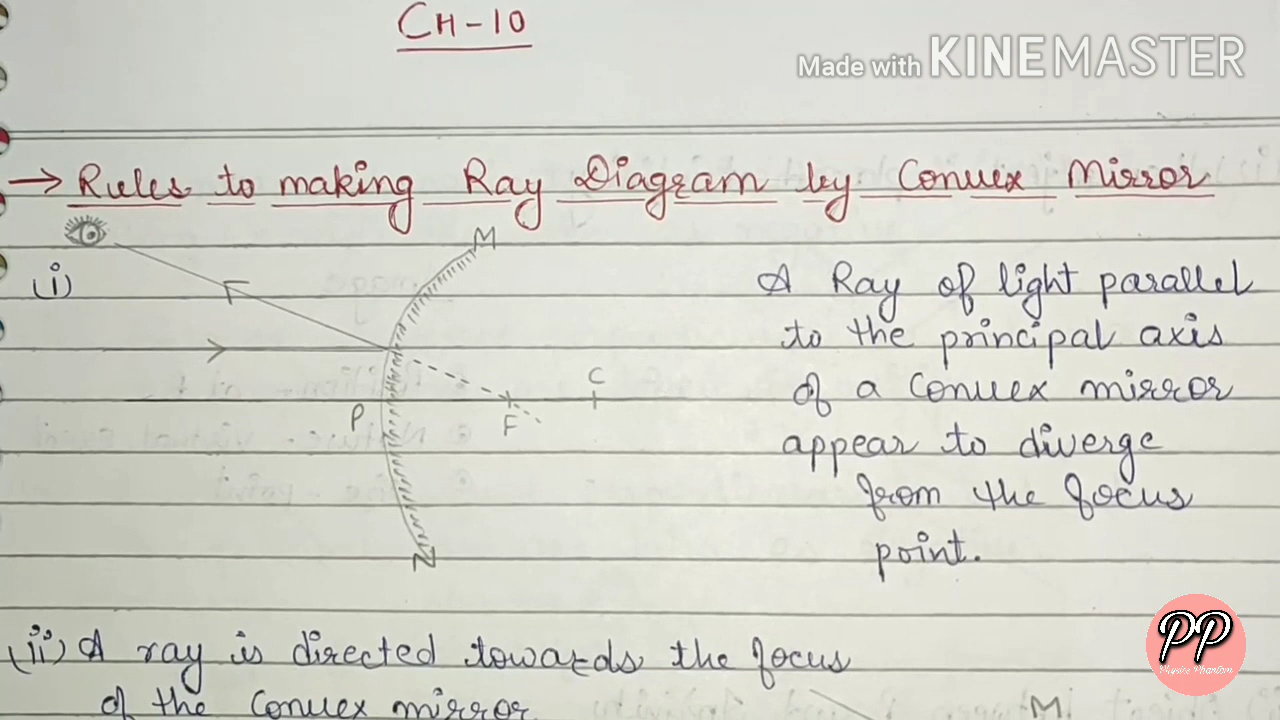 CH-10
Made with KINEMASTER
→ Rules to making Ray Diagram by Convex Mirror
M
(i)
A Ray of light parallel
to the principal axis
of a convex mirror
appear to diverge
from the focus
point.
C
P
F
N
PP
Physics Phantom
(ii) A ray is directed towards the focus
of the convex mirror
M